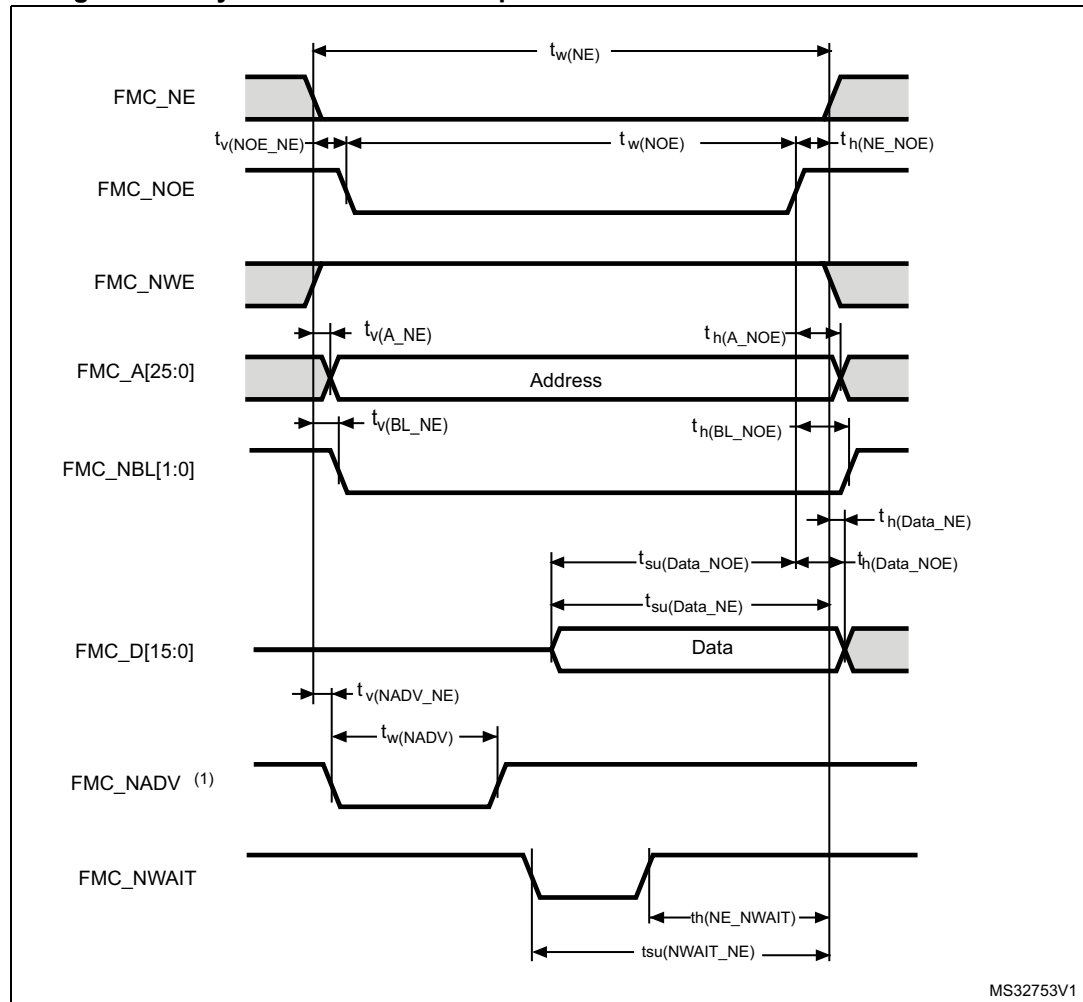 tw(NE)
FMC_NE
tv(NOE_NE)
tw(NOE)
th(NE_NOE)
FMC_NOE
FMC_NWE
tv(A_NE)
th(A_NOE)
FMC_A[25:0]
Address
tv(BL_NE)
th(BL_NOE)
FMC_NBL[1:0]
th(Data_NE)
tsu(Data_NOE)
th(Data_NOE)
tsu(Data_NE)
FMC_D[15:0]
Data
tv(NADV_NE)
tw(NADV)
FMC_NADV (1)
FMC_NWAIT
th(NE_NWAIT)
tsu(NWAIT_NE)
MS32753V1